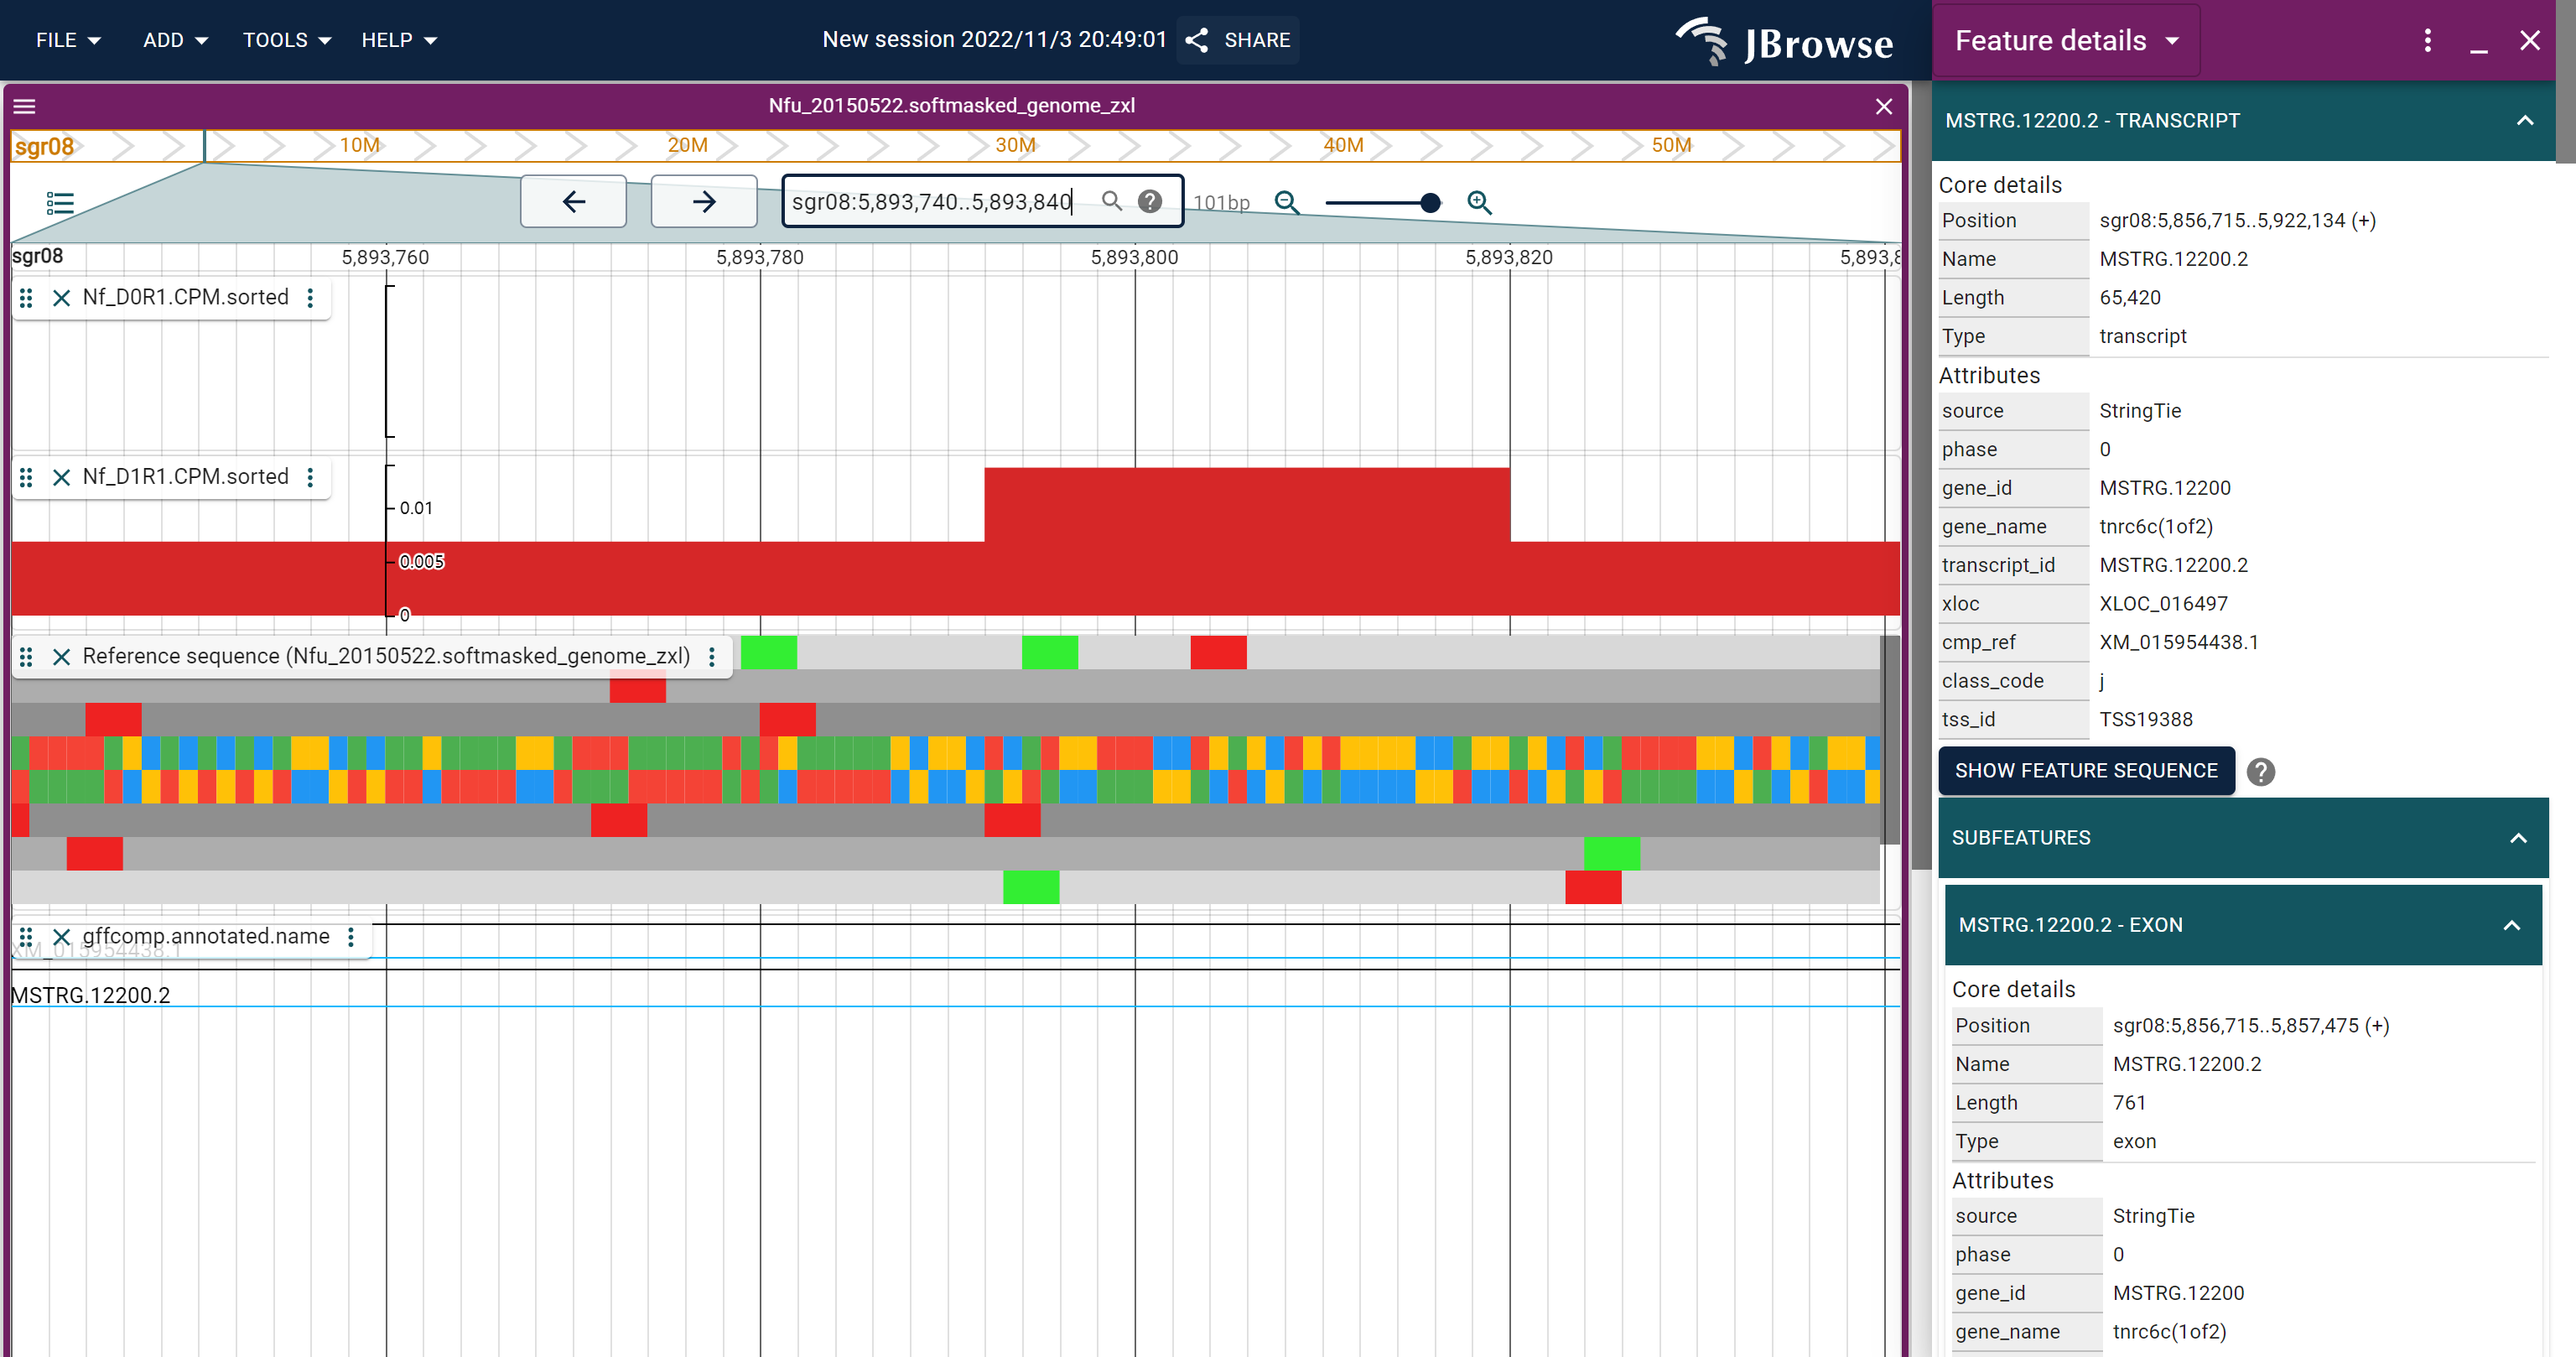 FILE ADD TOOLS HELP New session 2022/11/3 20:49:01 SHARE JBrowse
Nfu_20150522.softmasked_genome_zxl
sgr08 10M 20M 30M 40M 50M
sgr08:5,893,740..5,893,840 ? 101bp
sgr08 5,893,760 5,893,780 5,893,800 5,893,820 5,893,8
Nf_D0R1.CPM.sorted
Nf_D1R1.CPM.sorted
0.01
0.005
0
Reference sequence (Nfu_20150522.softmasked_genome_zxl)
gffcomp.annotated.name
XM_015954438.1
MSTRG.12200.2
Feature details
MSTRG.12200.2 - TRANSCRIPT
Core details
Position sgr08:5,856,715..5,922,134 (+)
Name MSTRG.12200.2
Length 65,420
Type transcript
Attributes
source StringTie
phase 0
gene_id MSTRG.12200
gene_name tnrc6c(1of2)
transcript_id MSTRG.12200.2
xloc XLOC_016497
cmp_ref XM_015954438.1
class_code j
tss_id TSS19388
SHOW FEATURE SEQUENCE ?
SUBFEATURES
MSTRG.12200.2 - EXON
Core details
Position sgr08:5,856,715..5,857,475 (+)
Name MSTRG.12200.2
Length 761
Type exon
Attributes
source StringTie
phase 0
gene_id MSTRG.12200
gene_name tnrc6c(1of2)